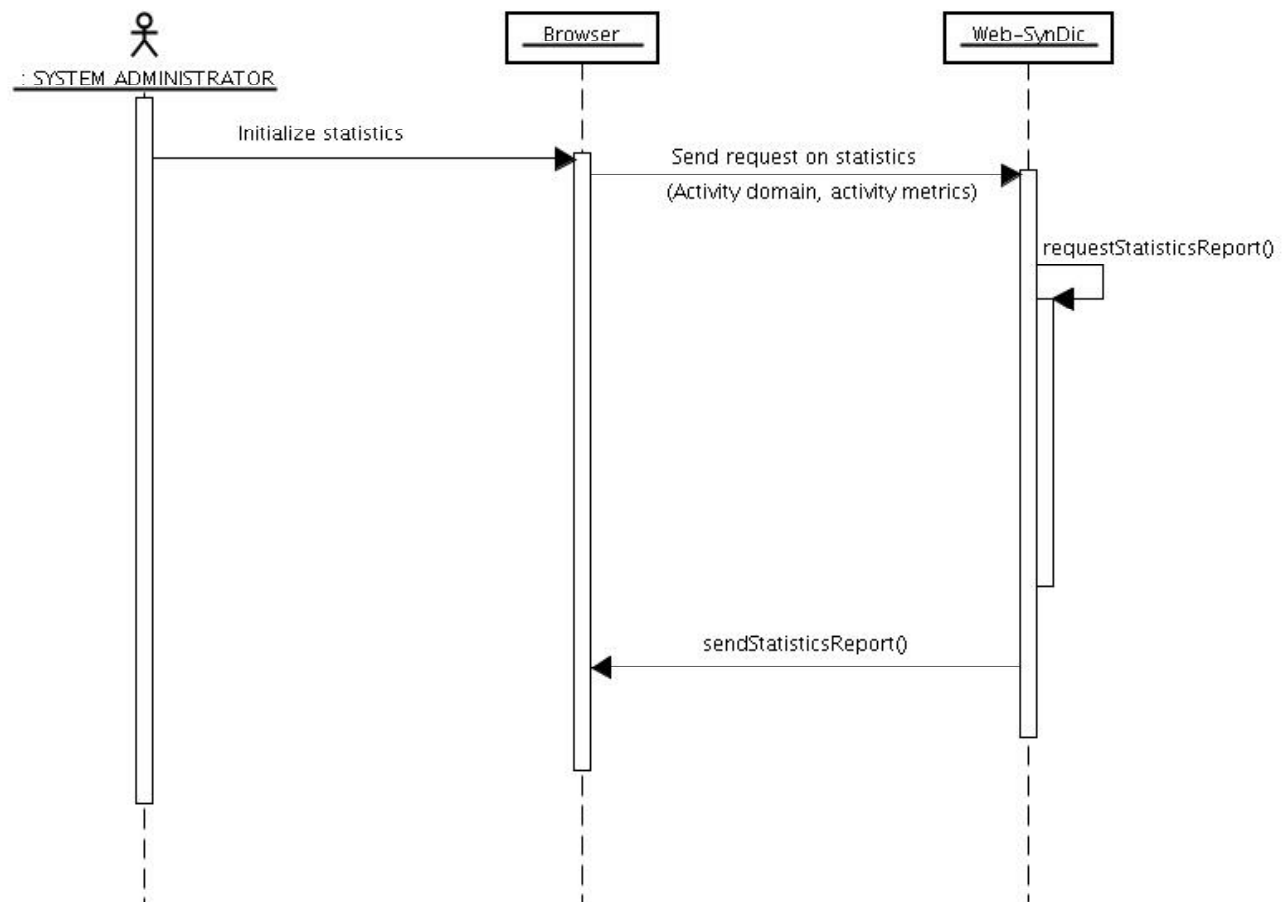 Browser
Web-SynDic
: SYSTEM ADMINISTRATOR
Initialize statistics
Send request on statistics
(Activity domain, activity metrics)
requestStatisticsReport()
sendStatisticsReport()